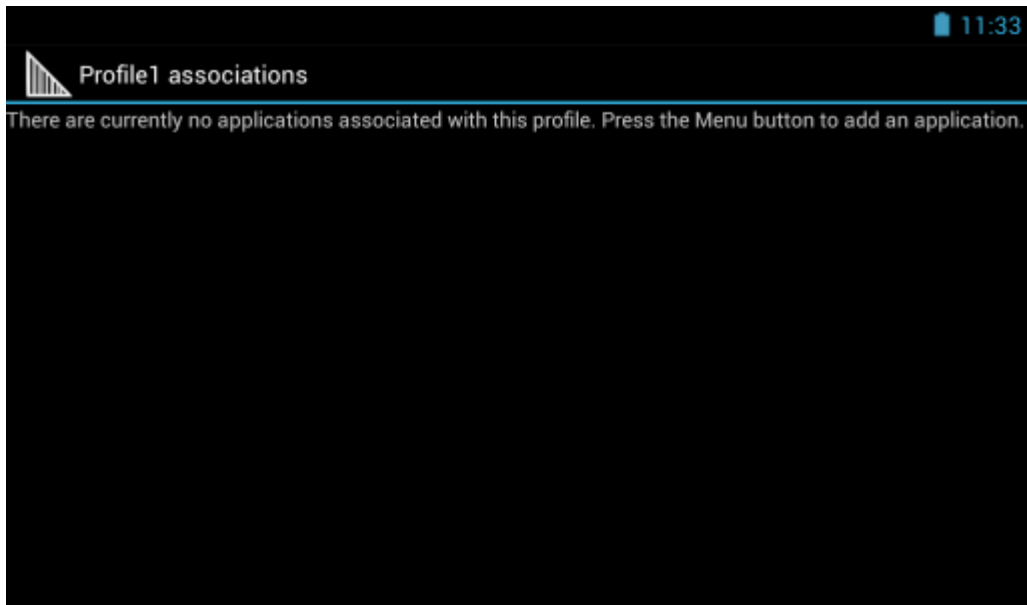 11:33
Profile1 associations
There are currently no applications associated with this profile. Press the Menu button to add an application.